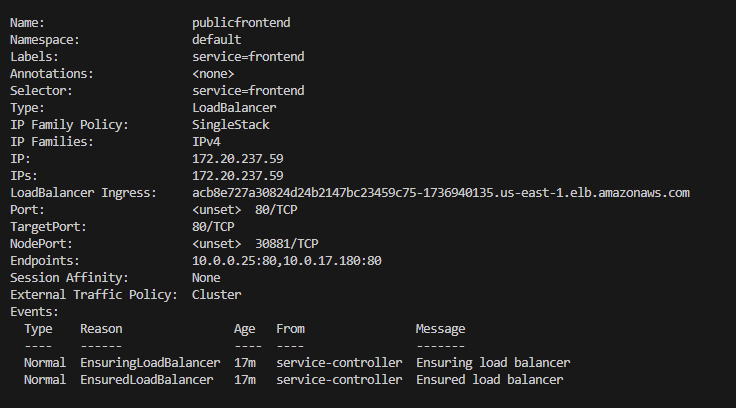 Name:                     publicfrontend
Namespace:                default
Labels:                   service=frontend
Annotations:              <none>
Selector:                 service=frontend
Type:                     LoadBalancer
IP Family Policy:         SingleStack
IP Families:              IPv4
IP:                       172.20.237.59
IPs:                      172.20.237.59
LoadBalancer Ingress:     acb8e727a30824d24b2147bc23459c75-1736940135.us-east-1.elb.amazonaws.com
Port:                     <unset>  80/TCP
TargetPort:               80/TCP
NodePort:                 <unset>  30881/TCP
Endpoints:                10.0.0.25:80,10.0.17.180:80
Session Affinity:         None
External Traffic Policy:  Cluster
Events:
  Type    Reason                Age   From                Message
  ----    ------                ----  ----                -------
  Normal  EnsuringLoadBalancer  17m   service-controller  Ensuring load balancer
  Normal  EnsuredLoadBalancer   17m   service-controller  Ensured load balancer